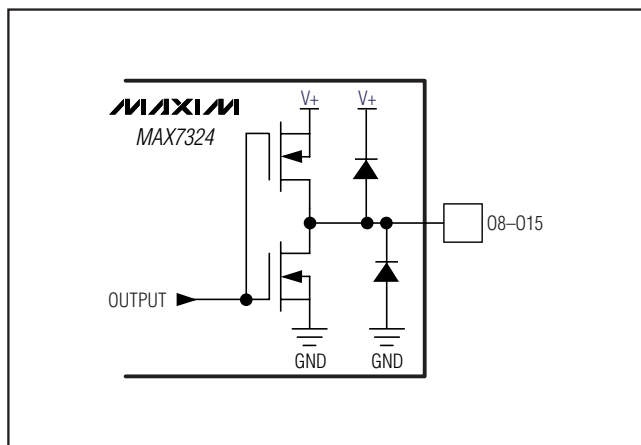 MAXIM
MAX7324
V+
V+
O8–O15
OUTPUT
GND
GND